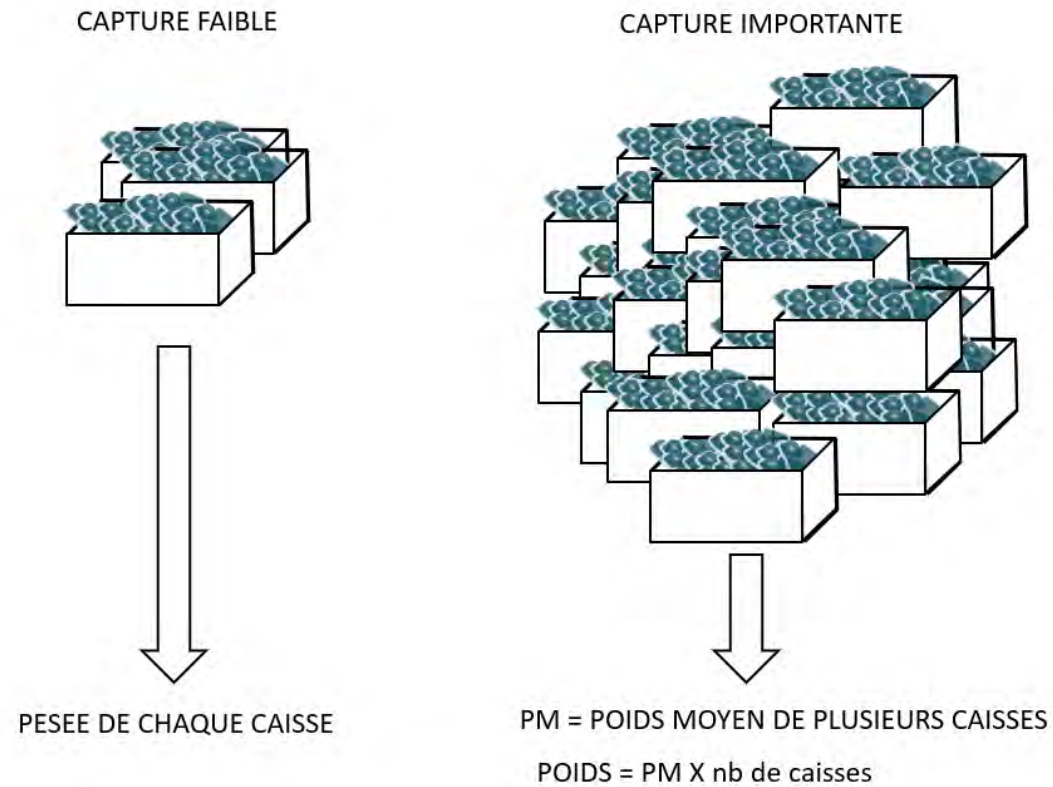 CAPTURE FAIBLE
CAPTURE IMPORTANTE
PESEE DE CHAQUE CAISSE
PM = POIDS MOYEN DE PLUSIEURS CAISSES
POIDS = PM X nb de caisses